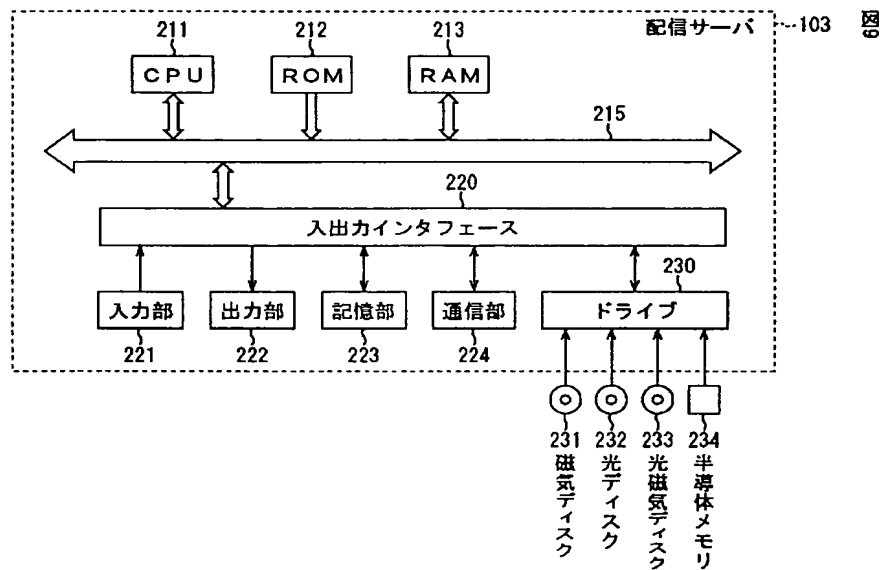 図9
配信サーバ
103
211
212
213
CPU
ROM
RAM
215
220
入出力インタフェース
230
入力部
出力部
記憶部
通信部
ドライブ
221
222
223
224
231
232
233
234
磁気ディスク
光ディスク
光磁気ディスク
半導体メモリ